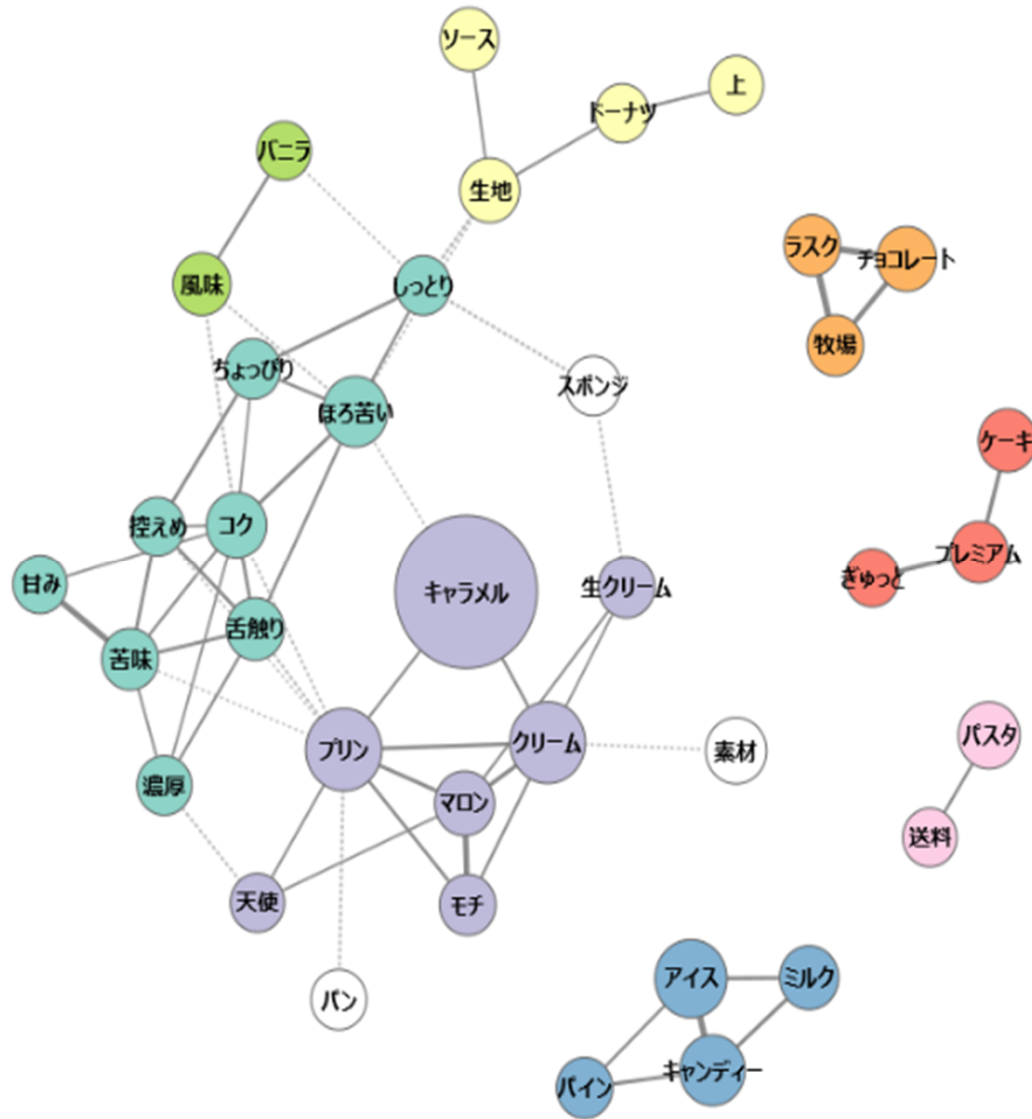 ソース
上
ドーナツ
バニラ
生地
ラスク
チョコレート
風味
しっとり
牧場
ちょっぴり
スポンジ
ほろ苦い
ケーキ
控えめ
コク
プレミアム
ぎゅっと
甘み
キャラメル
生クリーム
舌触り
苦味
パスタ
プリン
クリーム
素材
濃厚
マロン
送料
天使
モチ
アイス
ミルク
パン
キャンディー
パイン